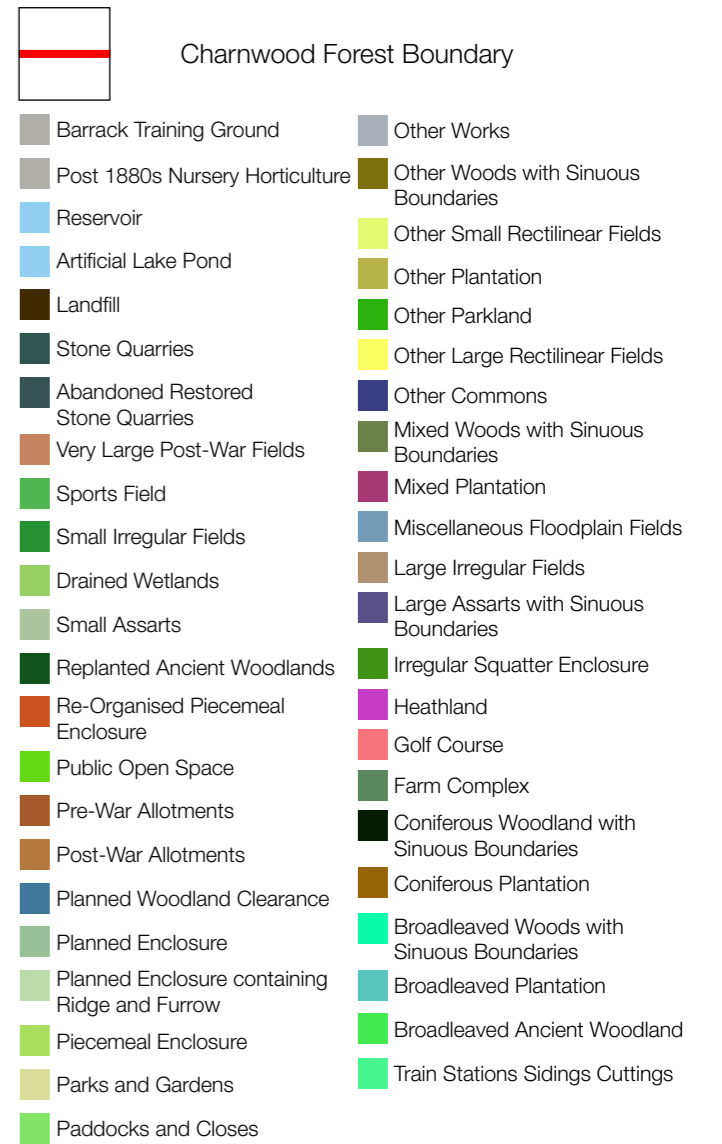 Charnwood Forest Boundary
Barrack Training Ground
Post 1880s Nursery Horticulture
Reservoir
Artificial Lake Pond
Landfill
Stone Quarries
Abandoned Restored
Stone Quarries
Very Large Post-War Fields
Sports Field
Small Irregular Fields
Drained Wetlands
Small Assarts
Replanted Ancient Woodlands
Re-Organised Piecemeal
Enclosure
Public Open Space
Pre-War Allotments
Post-War Allotments
Planned Woodland Clearance
Planned Enclosure
Planned Enclosure containing
Ridge and Furrow
Piecemeal Enclosure
Parks and Gardens
Paddocks and Closes
Other Works
Other Woods with Sinuous
Boundaries
Other Small Rectilinear Fields
Other Plantation
Other Parkland
Other Large Rectilinear Fields
Other Commons
Mixed Woods with Sinuous
Boundaries
Mixed Plantation
Miscellaneous Floodplain Fields
Large Irregular Fields
Large Assarts with Sinuous
Boundaries
Irregular Squatter Enclosure
Heathland
Golf Course
Farm Complex
Coniferous Woodland with
Sinuous Boundaries
Coniferous Plantation
Broadleaved Woods with
Sinuous Boundaries
Broadleaved Plantation
Broadleaved Ancient Woodland
Train Stations Sidings Cuttings